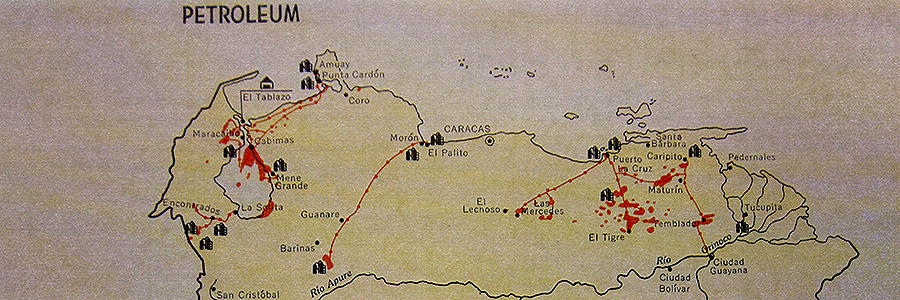 PETROLEUM
Amuay
Punta Cardón
El Tablazo
Coro
Maracaibo
Cabimas
Morón
CARACAS
El Palito
Santa
Bárbara
Puerto
La Cruz
Caripito
Pedernales
Mene
Grande
Maturín
Encontrados
La Solita
Guanare
El
Lechoso
Las
Mercedes
Tucupita
Temblador
El Tigre
Barinas
Orinoco
Río
Ciudad
Guayana
Río Apure
Ciudad
Bolívar
San Cristóbal